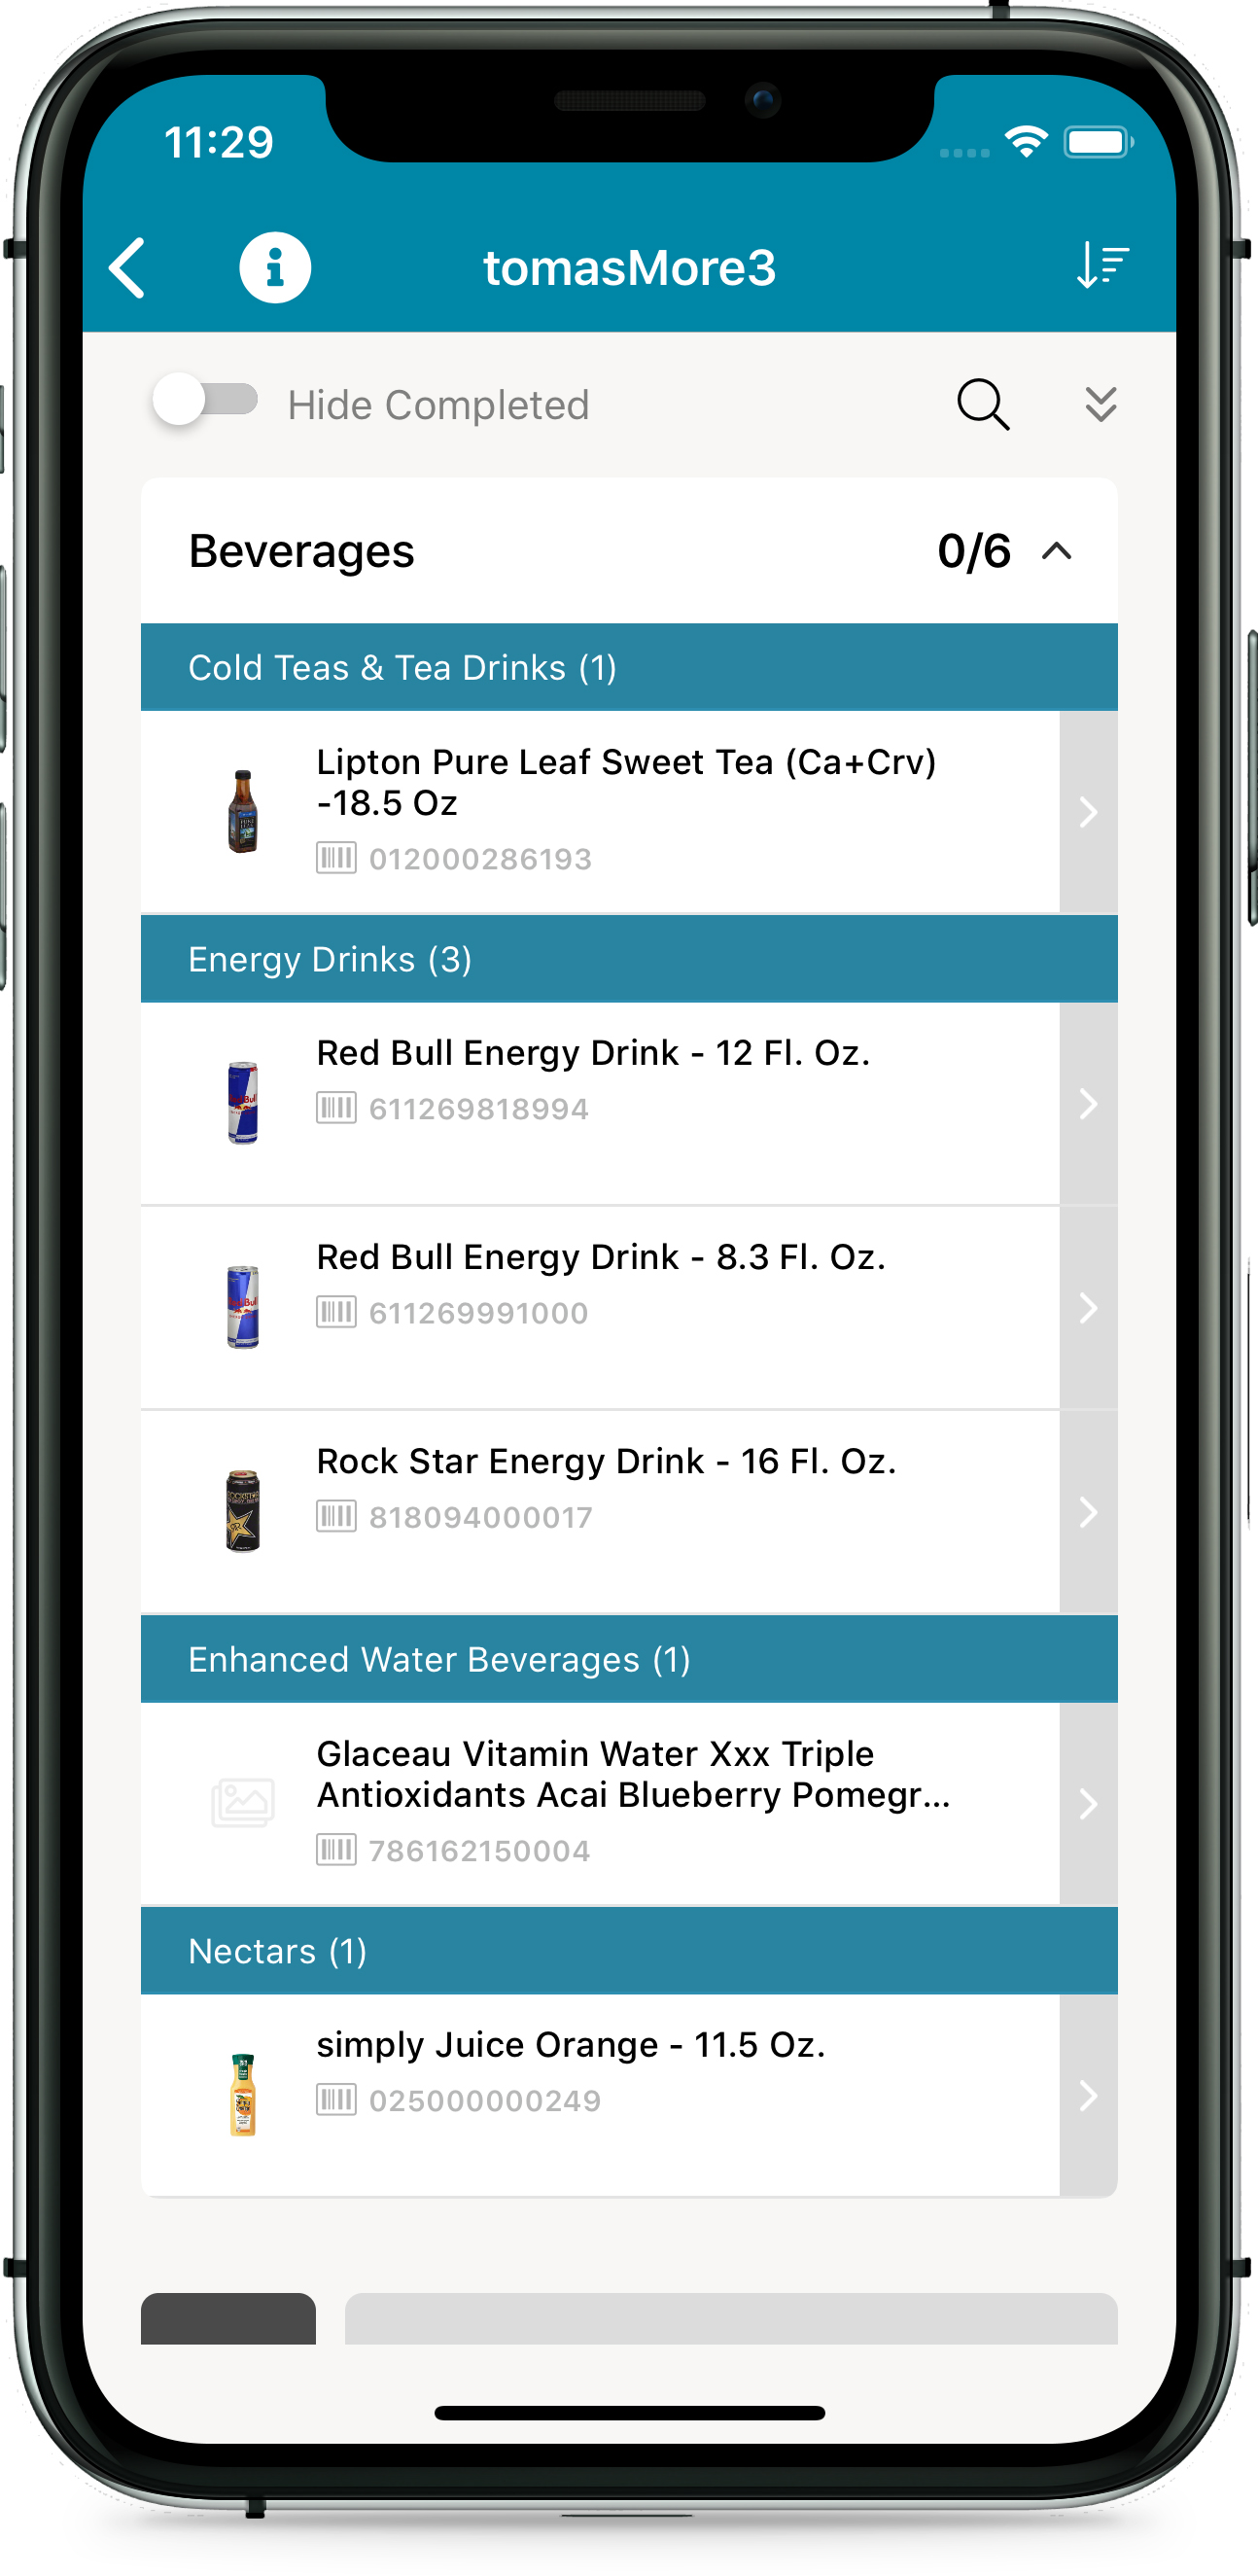 11:29
tomasMore3
Hide Completed
Beverages 0/6
Cold Teas & Tea Drinks (1)
Lipton Pure Leaf Sweet Tea (Ca+Crv)
-18.5 Oz
012000286193
Energy Drinks (3)
Red Bull Energy Drink - 12 Fl. Oz.
611269818994
Red Bull Energy Drink - 8.3 Fl. Oz.
611269991000
Rock Star Energy Drink - 16 Fl. Oz.
818094000017
Enhanced Water Beverages (1)
Glaceau Vitamin Water Xxx Triple
Antioxidants Acai Blueberry Pomegr...
786162150004
Nectars (1)
simply Juice Orange - 11.5 Oz.
025000000249